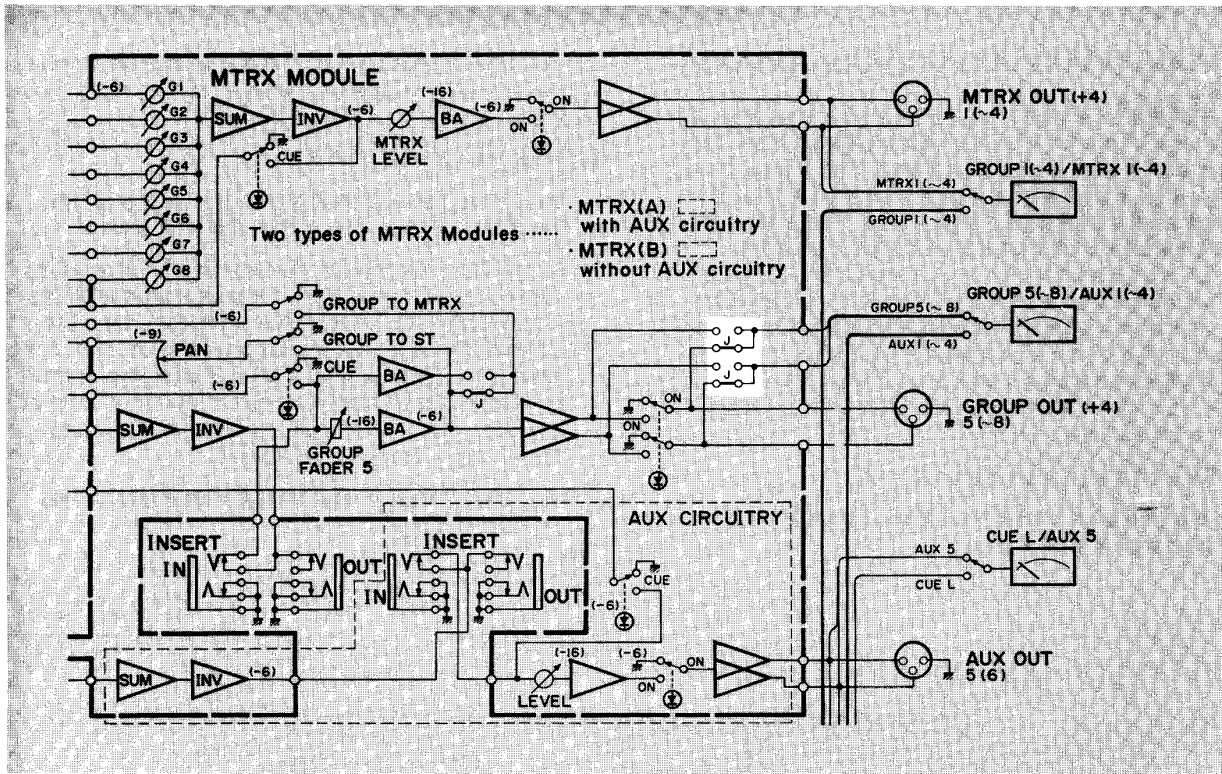 MTRX MODULE
(-6)
G1
G2
G3
G4
G5
G6
G7
G8
SUM
INV
(-6)
CUE
MTRX
LEVEL
(-16)
BA
(-6)
ON
ON
MTRX OUT (+4)
1(~4)
GROUP 1(~4)/MTRX 1(~4)
MTRX1(~4)
GROUP1(~4)
Two types of MTRX Modules ······
· MTRX(A)
with AUX circuitry
· MTRX(B)
without AUX circuitry
(-6)
GROUP TO MTRX
(-9)
PAN
GROUP TO ST
(-6)
CUE
BA
J
SUM
INV
(-16)
BA
(-6)
GROUP
FADER 5
ON
ON
J
J
GROUP 5(~8)/AUX1(~4)
GROUP5(~8)
AUX1(~4)
GROUP OUT (+4)
5(~8)
AUX CIRCUITRY
INSERT
IN
OUT
INSERT
IN
OUT
CUE
(-6)
CUE L/AUX 5
AUX 5
CUE L
SUM
INV
(-6)
(-16)
LEVEL
(-6)
ON
ON
AUX OUT
5(6)